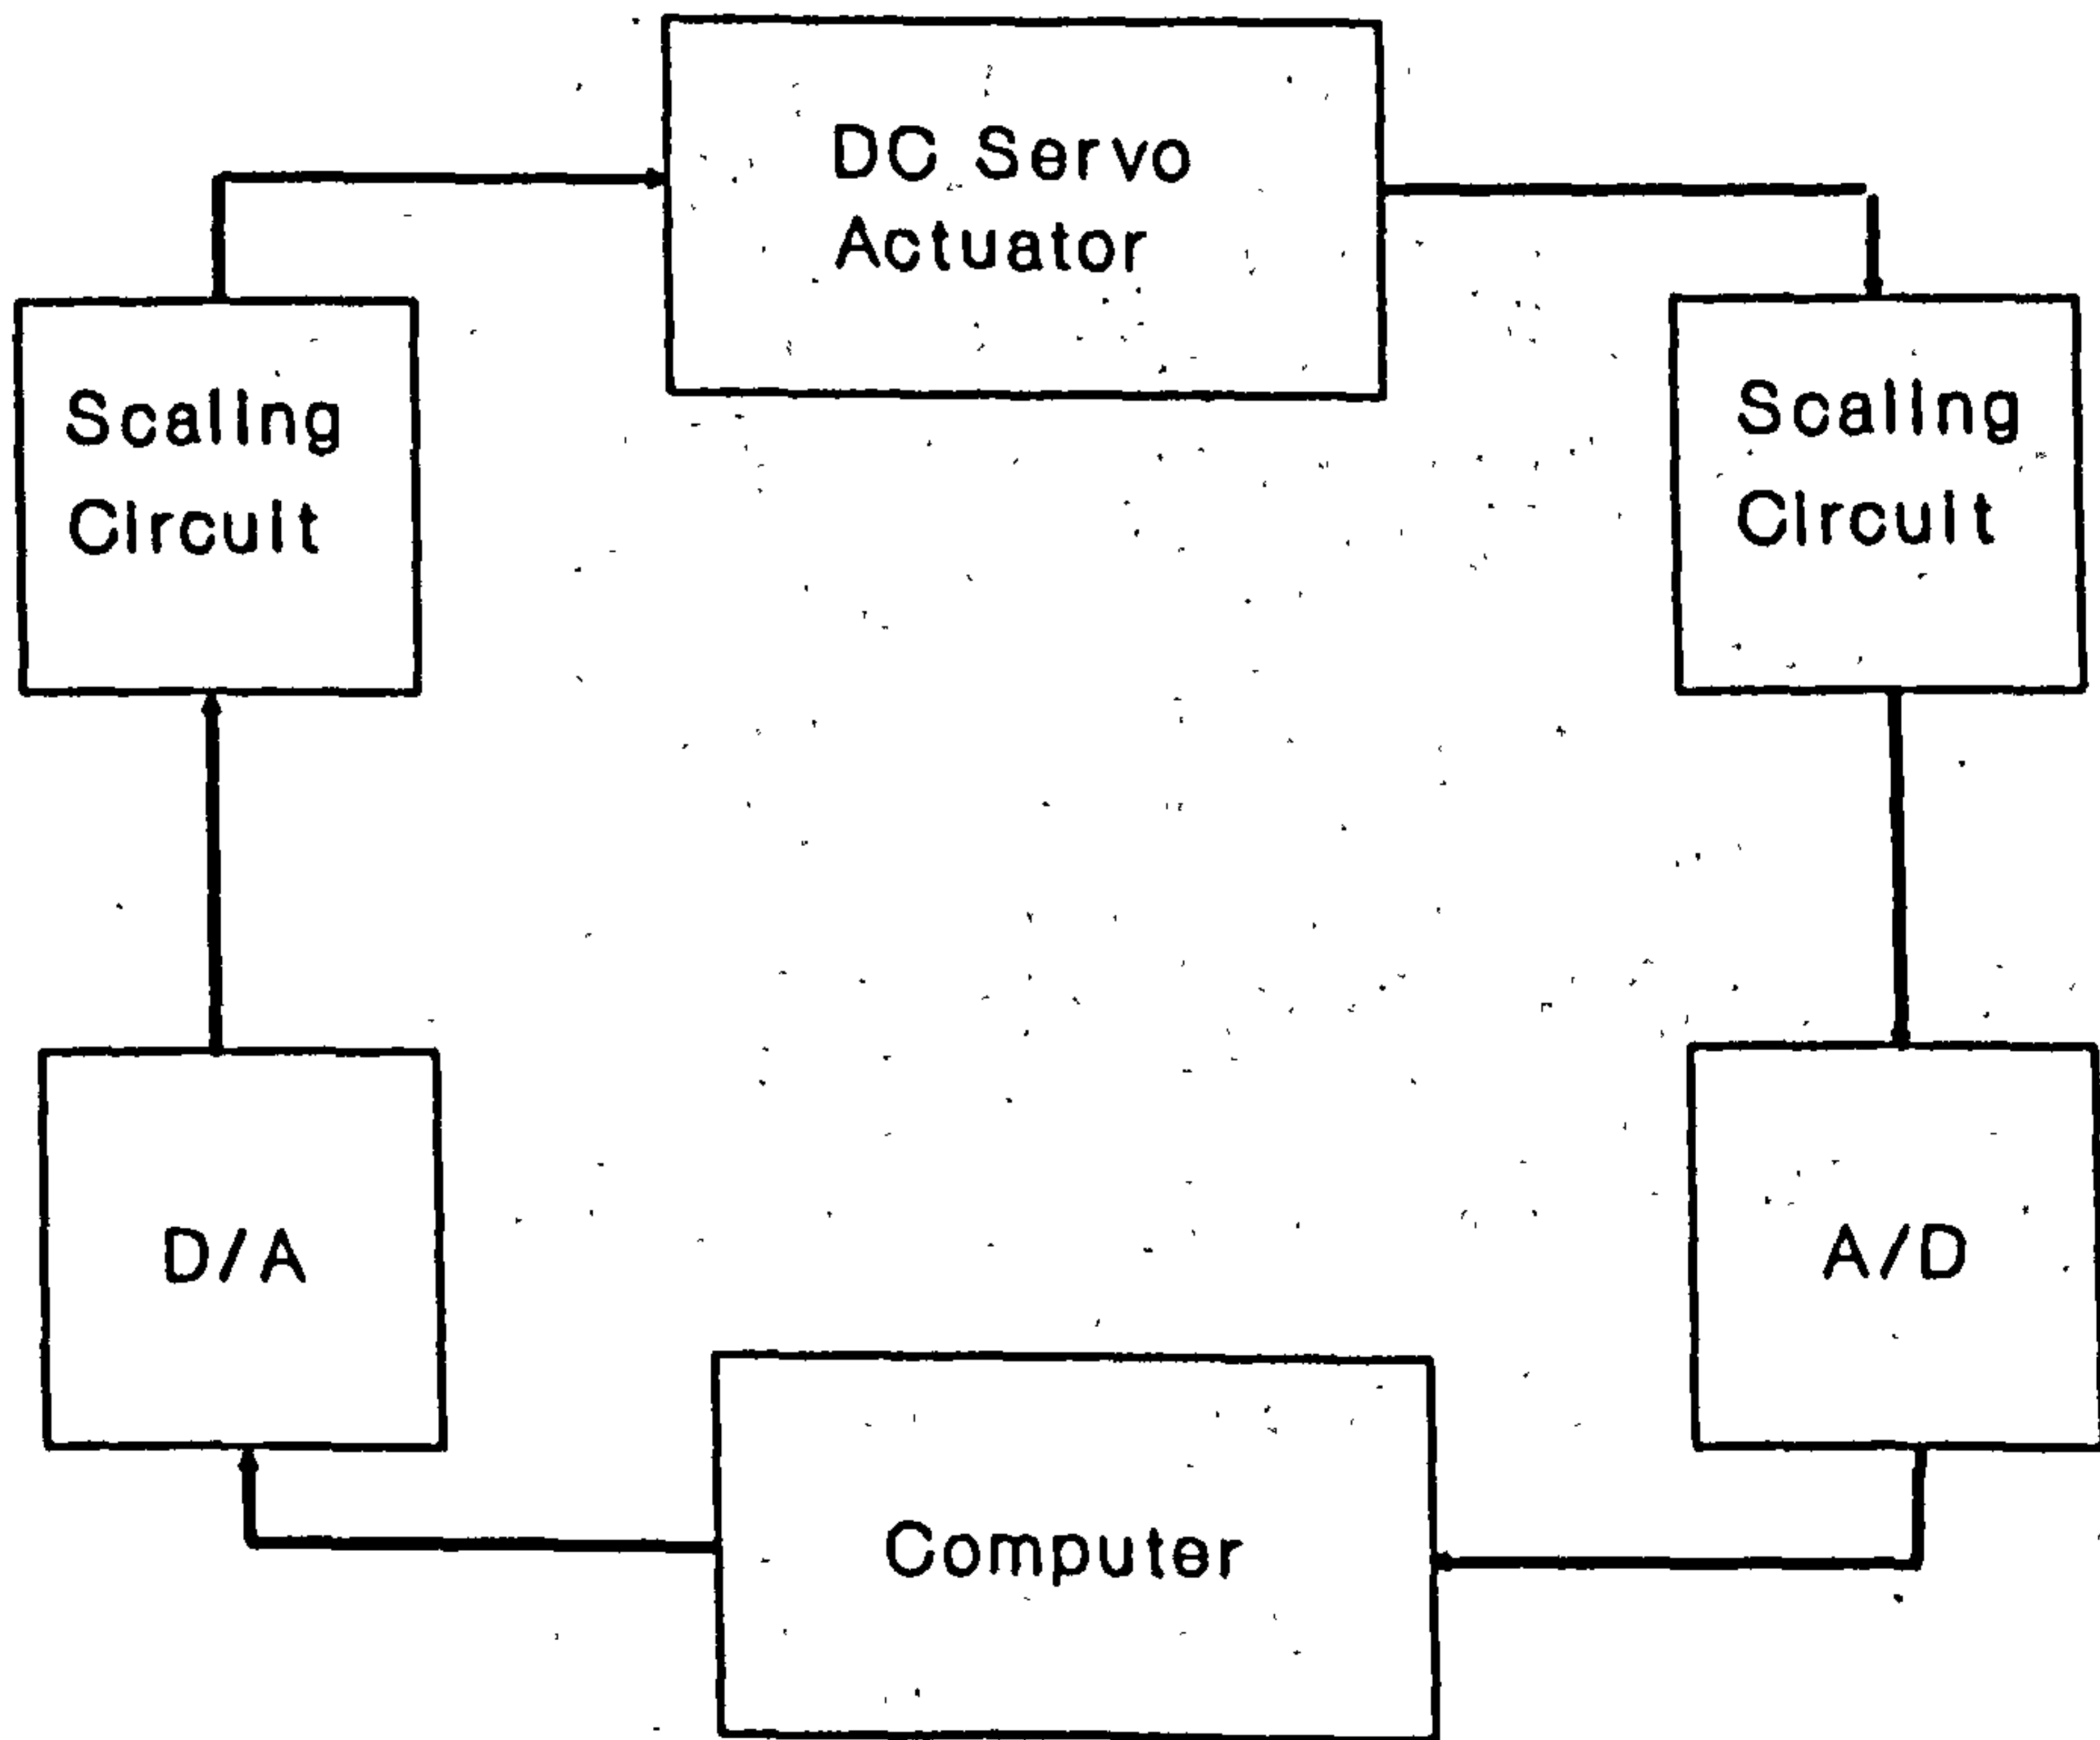 DC Servo
Actuator
Scaling
Circuit
Scaling
Circuit
D/A
A/D
Computer